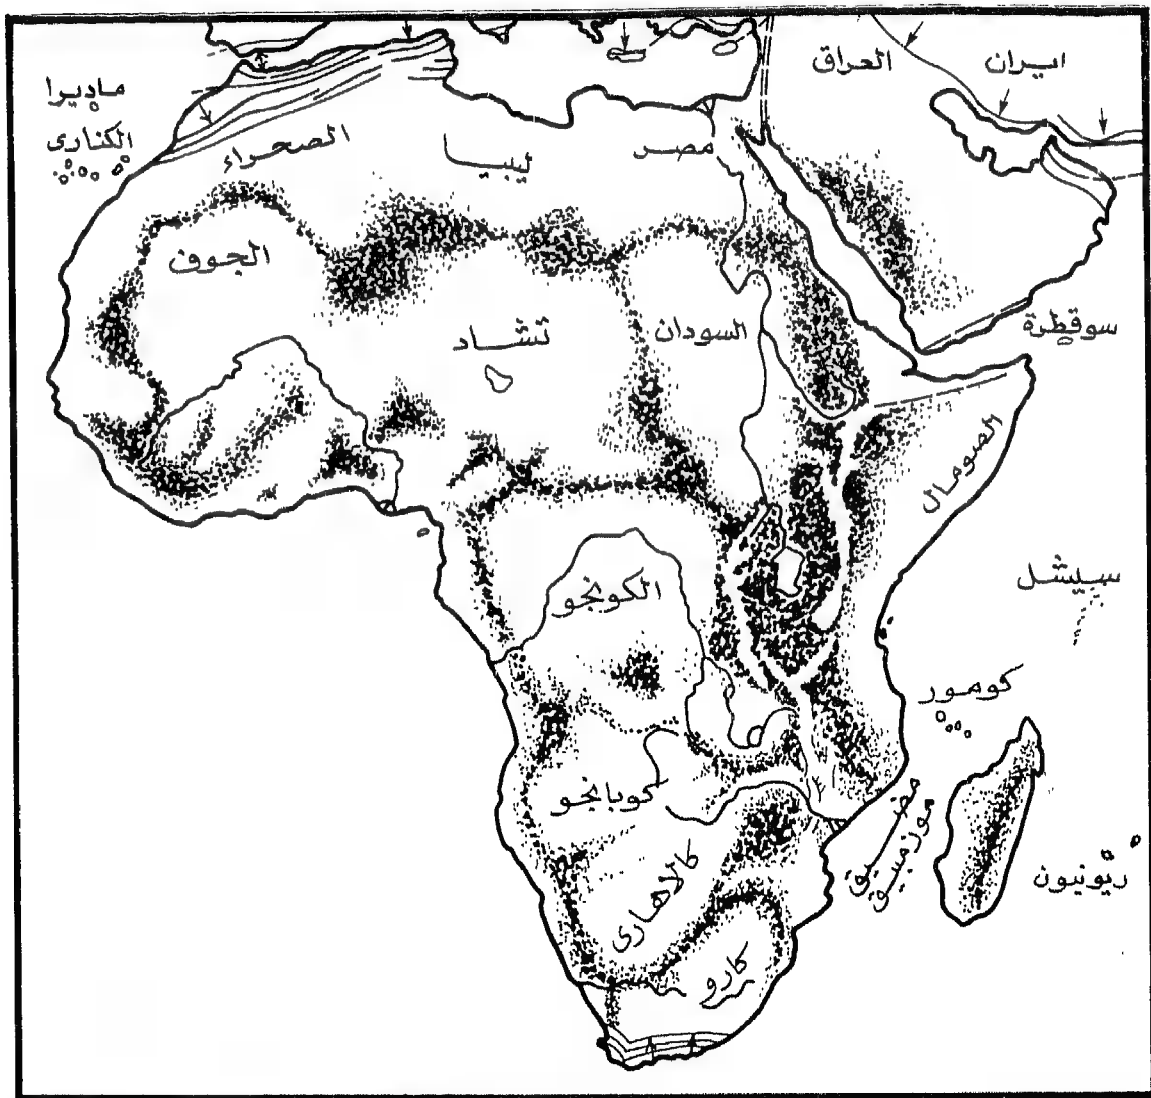 ايران
العراق
ماديرا
الكنارى
الصحراء
ليبيا
مصر
الجوف
تشاد
السودان
سوقطرة
الصومال
سيشل
الكونجو
كومور
كوبانجو
مضيق
موزمبيق
كالاهارى
ريونيون
كارو